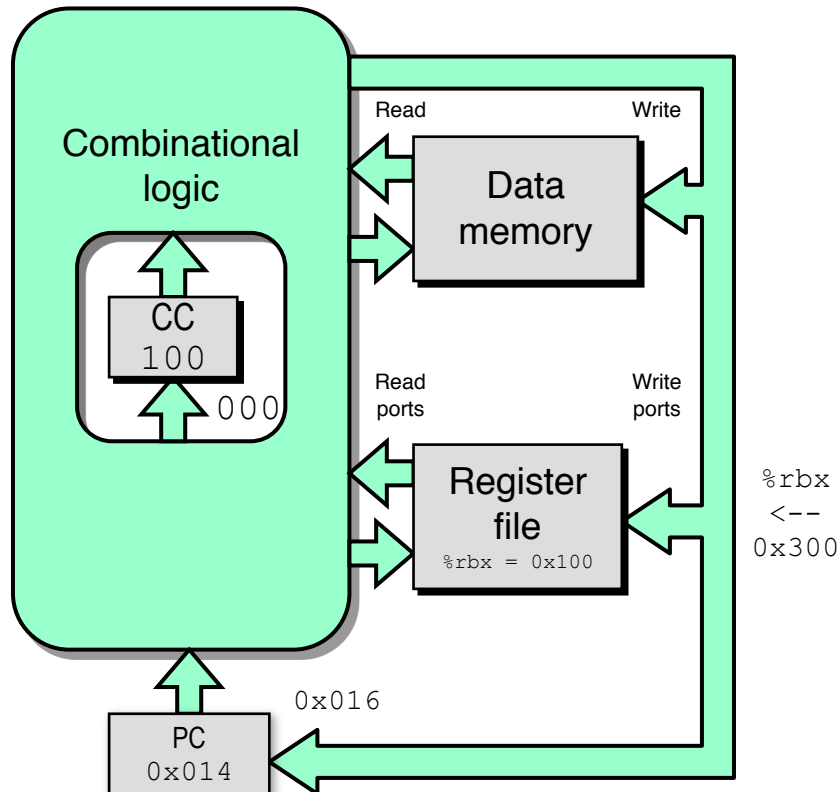 Combinational
logic
CC
100
000
Read
Write
Data
memory
Read
ports
Write
ports
Register
file
%rbx = 0x100
%rbx
<--
0x300
0x016
PC
0x014